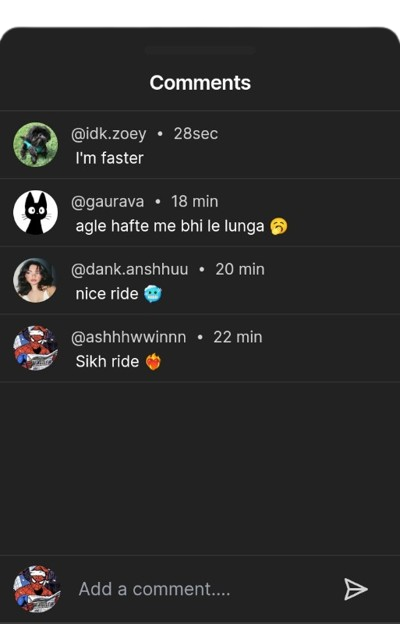 Comments
@idk.zoey • 28sec
I'm faster
@gaurava • 18 min
agle hafte me bhi le lunga 🥱
@dank.anshhuu • 20 min
nice ride 🥶
@ashhhwwinnn • 22 min
Sikh ride ❤️‍🔥
Add a comment....